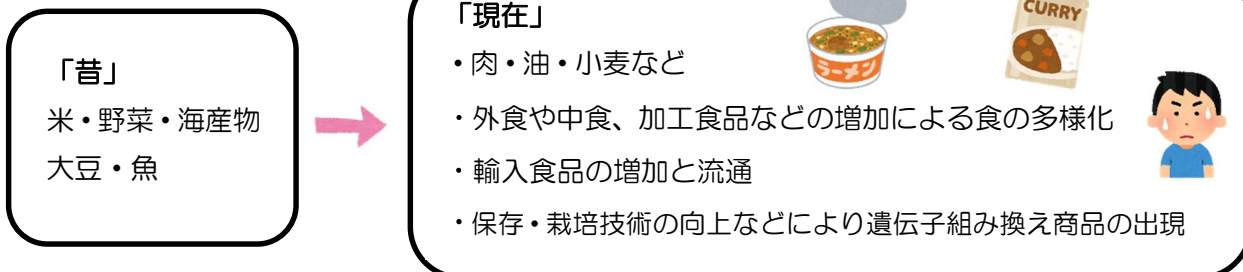 「昔」
米・野菜・海産物
大豆・魚
「現在」
・肉・油・小麦など
・外食や中食、加工食品などの増加による食の多様化
・輸入食品の増加と流通
・保存・栽培技術の向上などにより遺伝子組み換え商品の出現
ラーメン
CURRY